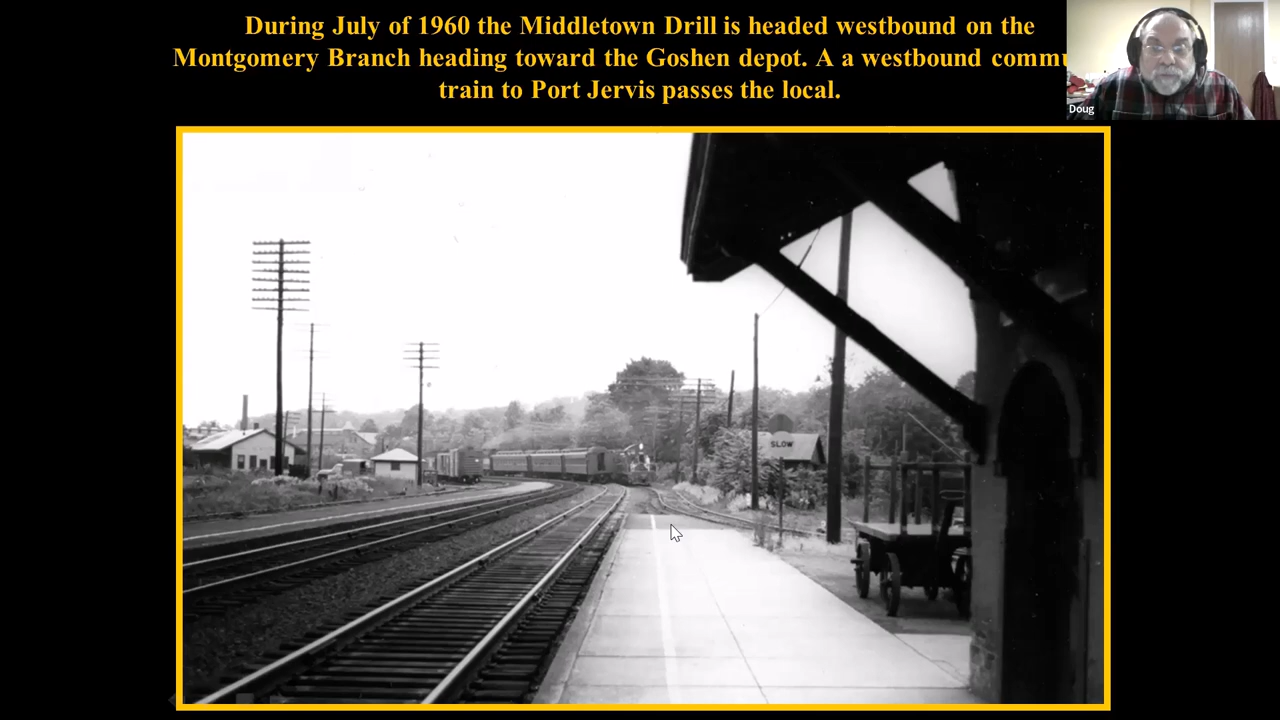 During July of 1960 the Middletown Drill is headed westbound on the
Montgomery Branch heading toward the Goshen depot. A a westbound
train to Port Jervis passes the local.
Doug
SLOW